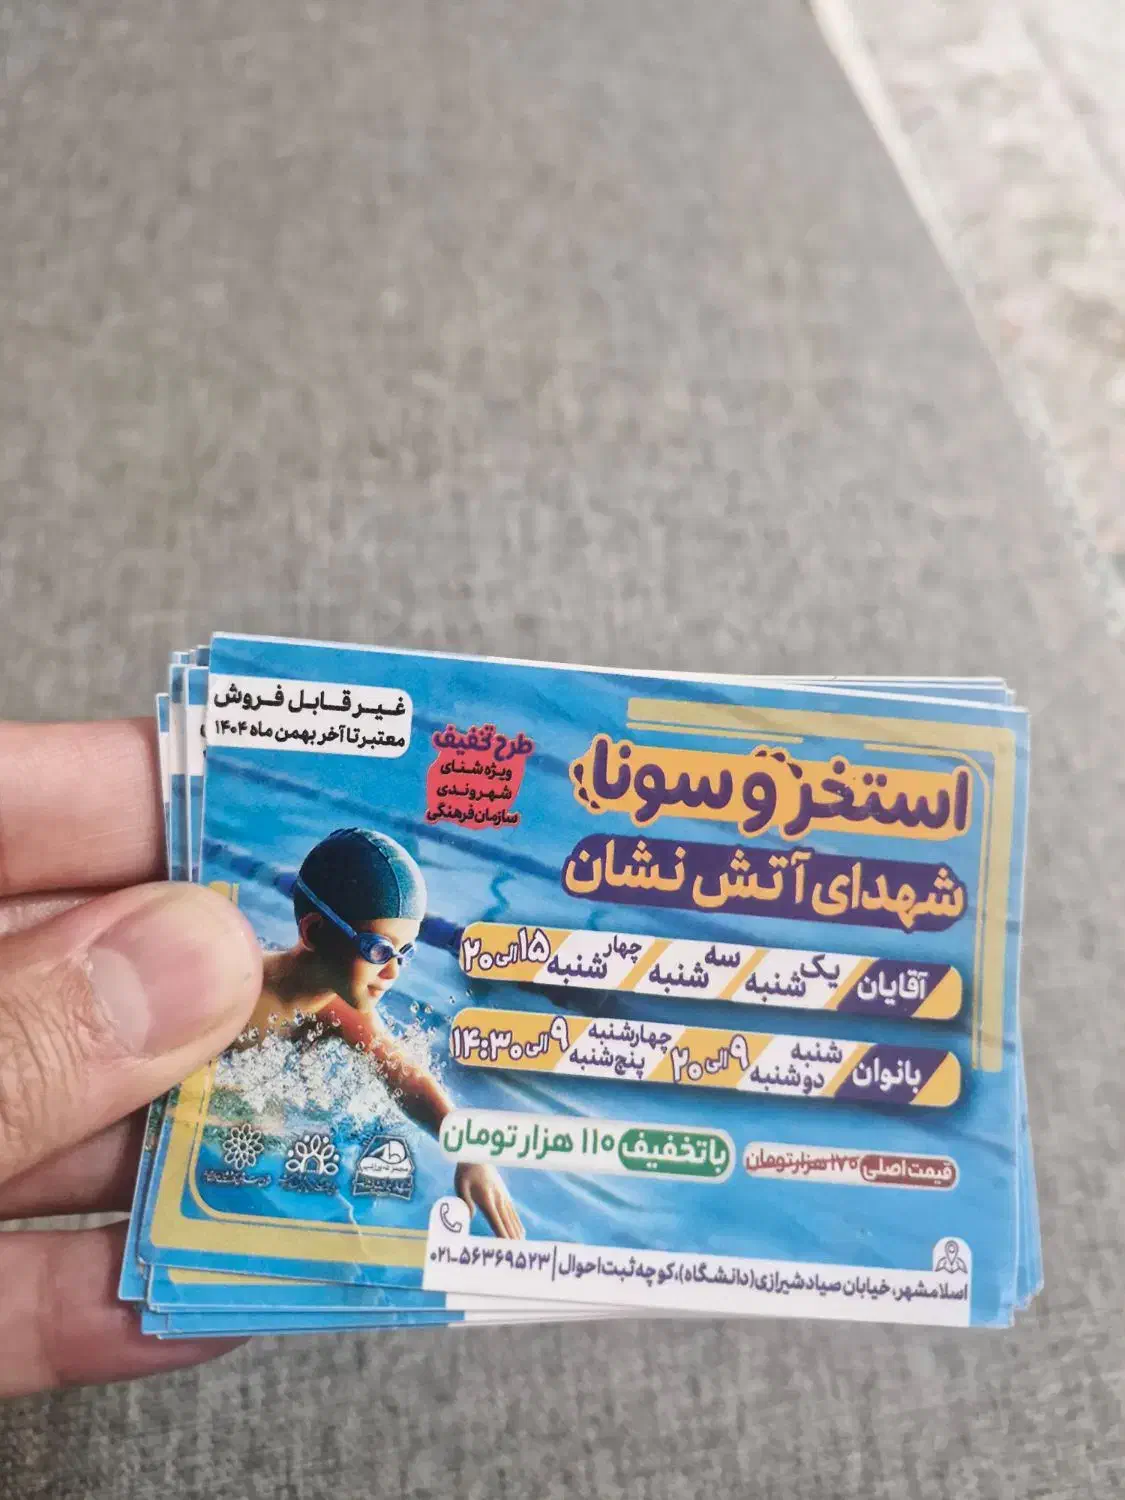 غیر قابل فروش
معتبر تا آخر بهمن ماه ۱۴۰۴
طرح تخفیف
ویژه شنای
شهروندی
سازمان فرهنگی
استخر و سونا
شهدای آتش نشان
آقایان یک شنبه سه شنبه چهار شنبه ۱۵ الی ۲۰
بانوان شنبه دوشنبه ۹ الی ۲۰ چهارشنبه پنج شنبه ۹ الی ۱۴:۳۰
قیمت اصلی ۱۷۰ هزار تومان
با تخفیف ۱۱۰ هزار تومان
اسلامشهر، خیابان صیاد شیرازی (دانشگاه)، کوچه ثبت احوال | ۰۲۱-۵۶۳۶۹۵۲۳